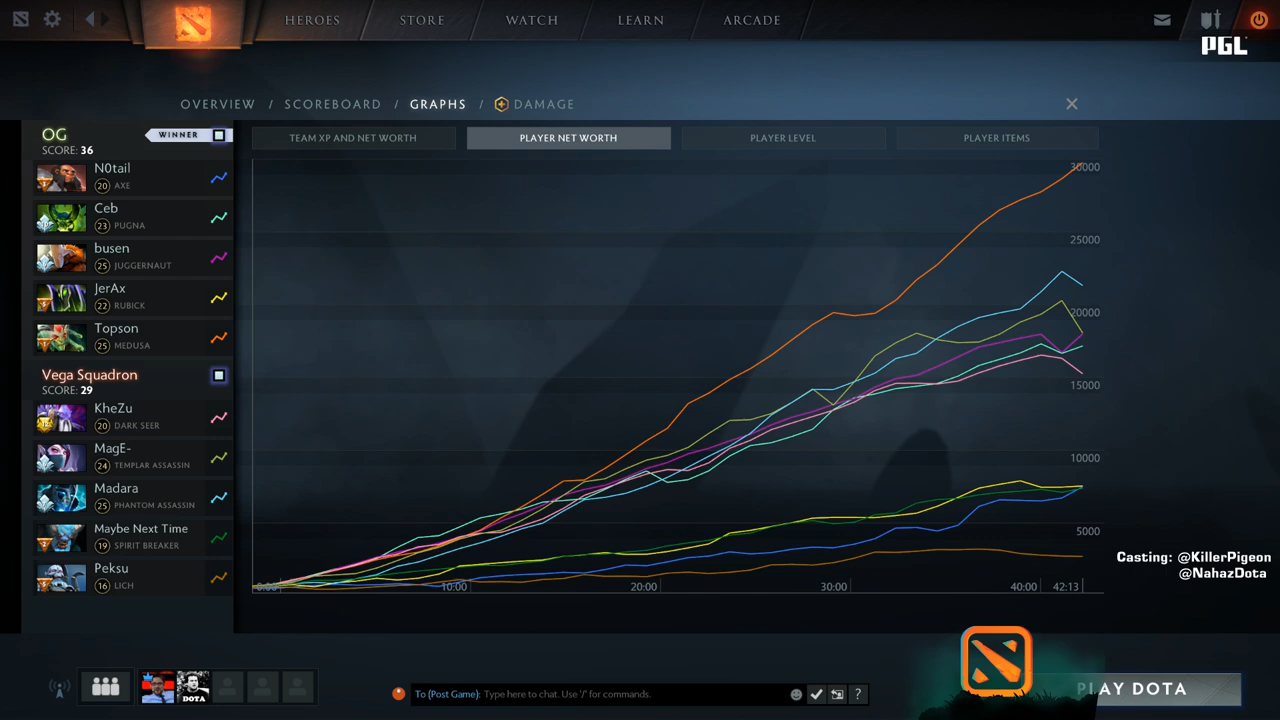 HEROES
STORE
WATCH
LEARN
ARCADE
PGL
OVERVIEW / SCOREBOARD / GRAPHS / DAMAGE
OG
WINNER
SCORE: 36
TEAM XP AND NET WORTH
PLAYER NET WORTH
PLAYER LEVEL
PLAYER ITEMS
N0tail
20 AXE
Ceb
23 PUGNA
busen
25 JUGGERNAUT
JerAx
22 RUBICK
Topson
25 MEDUSA
Vega Squadron
SCORE: 29
KheZu
20 DARK SEER
MagE-
24 TEMPLAR ASSASSIN
Madara
25 PHANTOM ASSASSIN
Maybe Next Time
19 SPIRIT BREAKER
Peksu
16 LICH
30000
25000
20000
15000
10000
5000
0:00
10:00
20:00
30:00
40:00
42:13
Casting: @KillerPigeon
@NahazDota
DOTA
To (Post Game): Type here to chat. Use '/' for commands.
?
PLAY DOTA